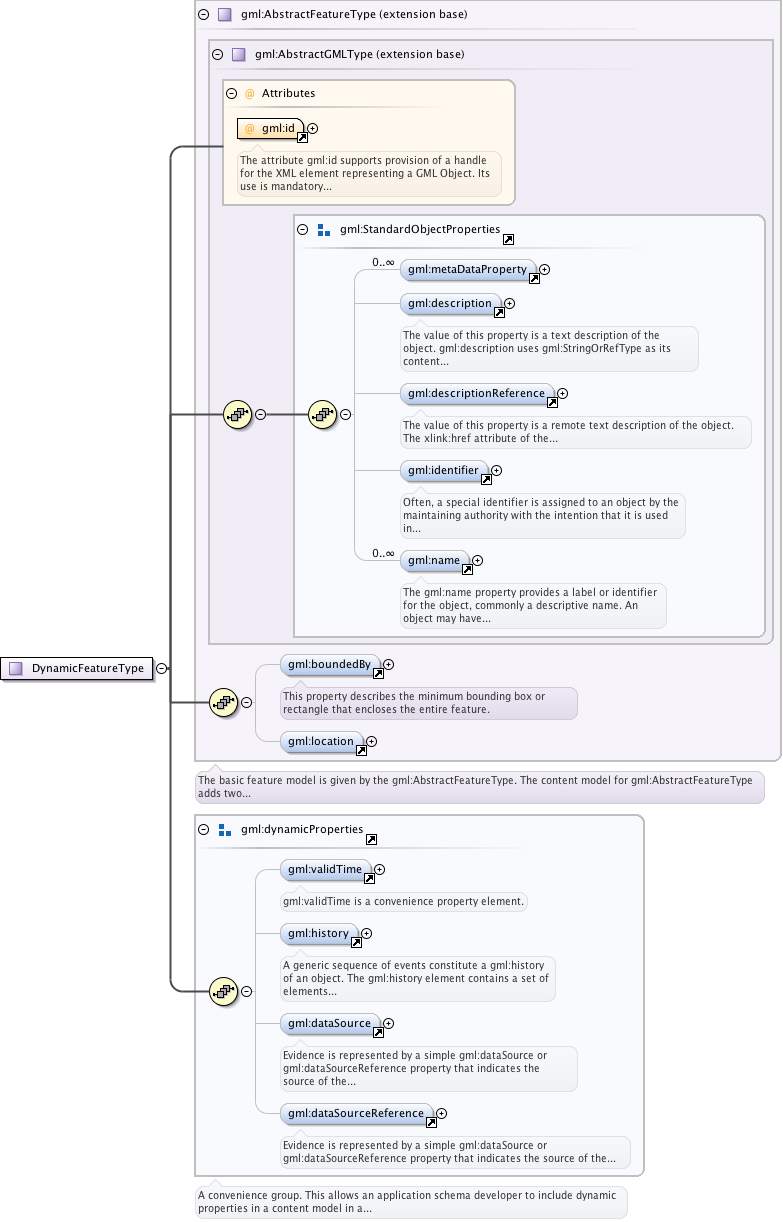 gml:AbstractFeatureType (extension base)
gml:AbstractGMLType (extension base)
@ Attributes
@ gml:id
The attribute gml:id supports provision of a handle
for the XML element representing a GML Object. Its
use is mandatory...
gml:StandardObjectProperties
0..∞
gml:metaDataProperty
gml:description
The value of this property is a text description of the
object. gml:description uses gml:StringOrRefType as its
content...
gml:descriptionReference
The value of this property is a remote text description of the object.
The xlink:href attribute of the...
gml:identifier
Often, a special identifier is assigned to an object by the
maintaining authority with the intention that it is used
in...
0..∞
gml:name
The gml:name property provides a label or identifier
for the object, commonly a descriptive name. An
object may have...
DynamicFeatureType
gml:boundedBy
This property describes the minimum bounding box or
rectangle that encloses the entire feature.
gml:location
The basic feature model is given by the gml:AbstractFeatureType. The content model for gml:AbstractFeatureType
adds two...
gml:dynamicProperties
gml:validTime
gml:validTime is a convenience property element.
gml:history
A generic sequence of events constitute a gml:history
of an object. The gml:history element contains a set of
elements...
gml:dataSource
Evidence is represented by a simple gml:dataSource or
gml:dataSourceReference property that indicates the
source of the...
gml:dataSourceReference
Evidence is represented by a simple gml:dataSource or
gml:dataSourceReference property that indicates the source of the...
A convenience group. This allows an application schema developer to include dynamic
properties in a content model in a...